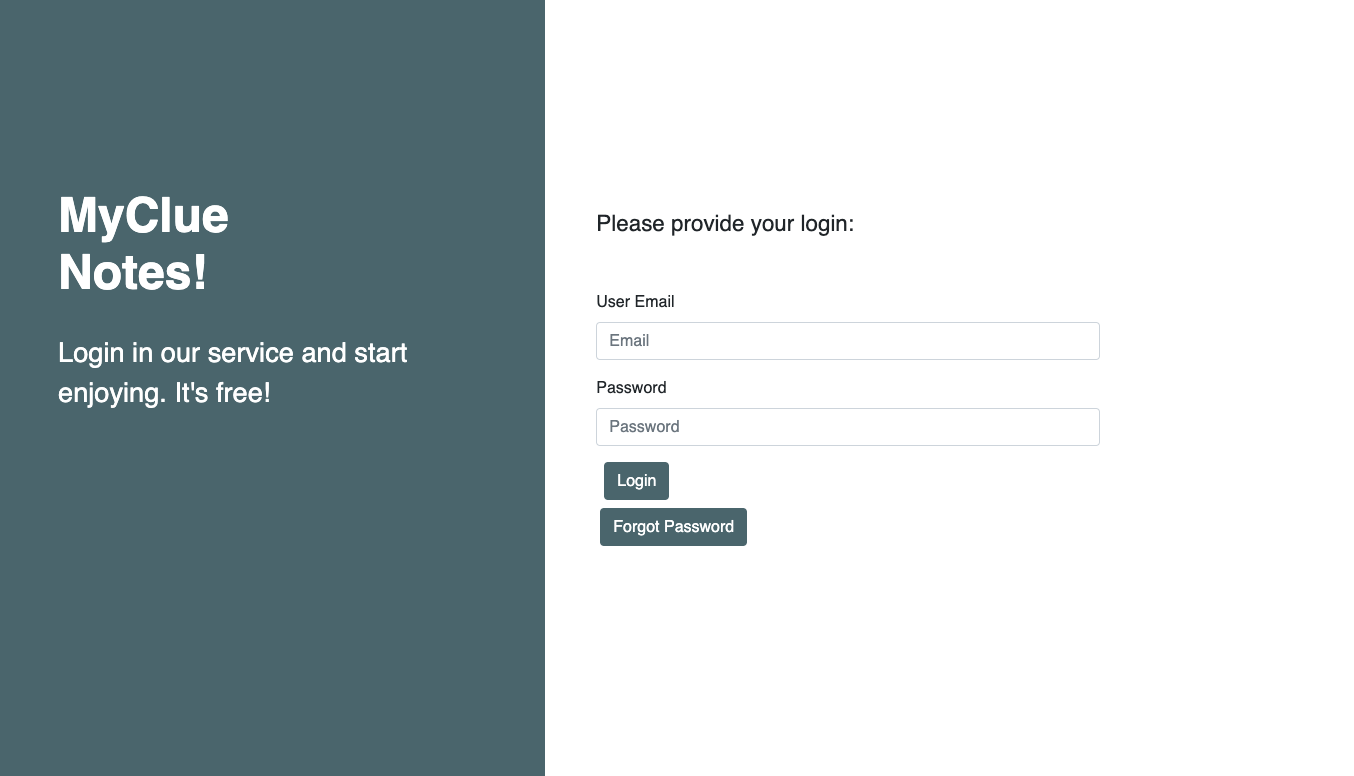 MyClue
Notes!
Login in our service and start
enjoying. It's free!
Please provide your login:
User Email
Email
Password
Password
Login
Forgot Password